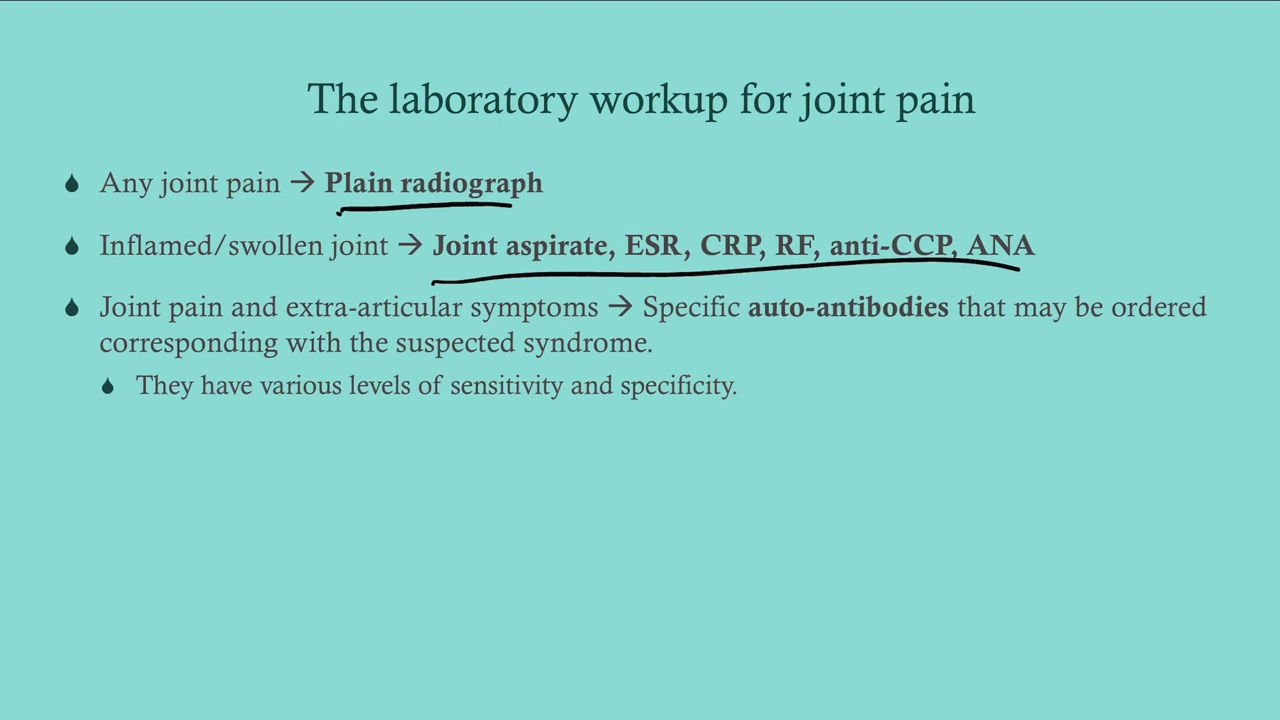 The laboratory workup for joint pain
Any joint pain → Plain radiograph
Inflamed/swollen joint → Joint aspirate, ESR, CRP, RF, anti-CCP, ANA
Joint pain and extra-articular symptoms → Specific auto-antibodies that may be ordered
corresponding with the suspected syndrome.
They have various levels of sensitivity and specificity.